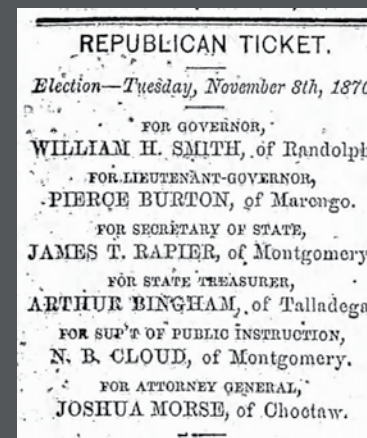 REPUBLICAN TICKET.
Election—Tuesday, November 8th, 1870
FOR GOVERNOR,
WILLIAM H. SMITH, of Randolph
FOR LIEUTENANT-GOVERNOR,
PIERCE BURTON, of Marengo.
FOR SECRETARY OF STATE,
JAMES T. RAPIER, of Montgomery
FOR STATE TREASURER,
ARTHUR BINGHAM, of Talladega
FOR SUP'T OF PUBLIC INSTRUCTION,
N. B. CLOUD, of Montgomery.
FOR ATTORNEY GENERAL,
JOSHUA MORSE, of Choctaw.